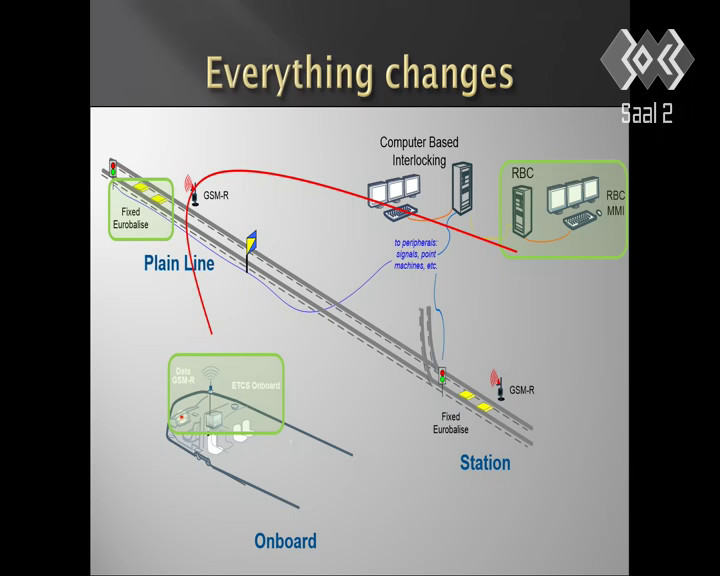 Everything changes
Saal 2
Computer Based
Interlocking
RBC
RBC
MMI
GSM-R
Fixed
Eurobalise
to peripherals:
signals, point
machines, etc.
Plain Line
Data
GSM-R
ETCS Onboard
GSM-R
Fixed
Eurobalise
Station
Onboard